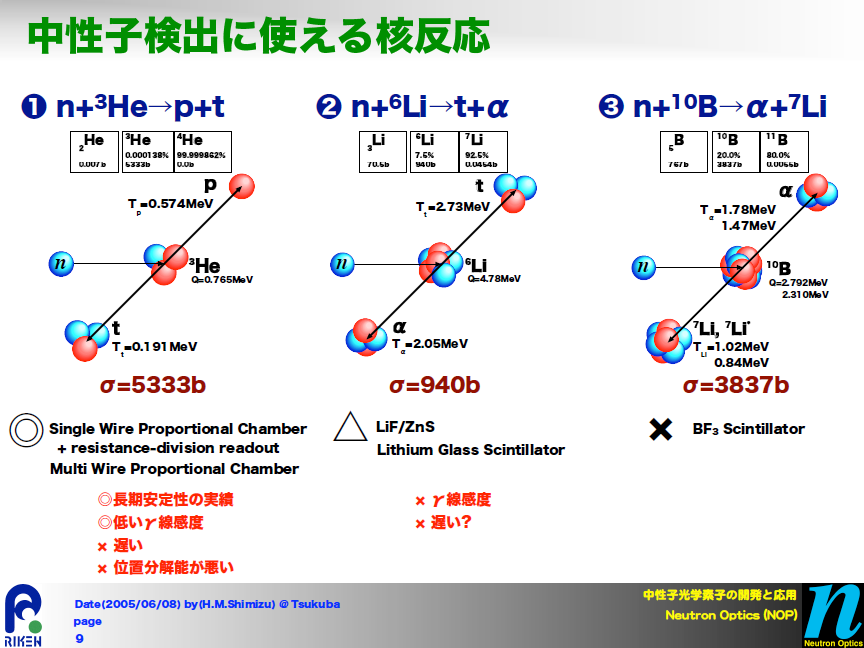 中性子検出に使える核反応
❶ n+³He→p+t
❷ n+⁶Li→t+α
❸ n+¹⁰B→α+⁷Li
₂He ³He ⁴He
0.000138% 99.999862%
0.007b 5333b 0.0b
₃Li ⁶Li ⁷Li
7.5% 92.5%
70.5b 940b 0.0454b
₅B ¹⁰B ¹¹B
20.0% 80.0%
767b 3837b 0.0055b
p
Tp=0.574MeV
n
³He
Q=0.765MeV
t
Tt=0.191MeV
σ=5333b
t
Tt=2.73MeV
n
⁶Li
Q=4.78MeV
α
Tα=2.05MeV
σ=940b
α
Tα=1.78MeV
1.47MeV
n
¹⁰B
Q=2.792MeV
2.310MeV
⁷Li, ⁷Li*
TLi=1.02MeV
0.84MeV
σ=3837b
◎ Single Wire Proportional Chamber
+ resistance-division readout
Multi Wire Proportional Chamber
◎長期安定性の実績
◎低いγ線感度
× 遅い
× 位置分解能が悪い
△ LiF/ZnS
Lithium Glass Scintillator
× γ線感度
× 遅い?
✖ BF₃ Scintillator
RIKEN
Date(2005/06/08) by(H.M.Shimizu) @ Tsukuba
page
9
中性子光学素子の開発と応用
Neutron Optics (NOP)
n
Neutron Optics